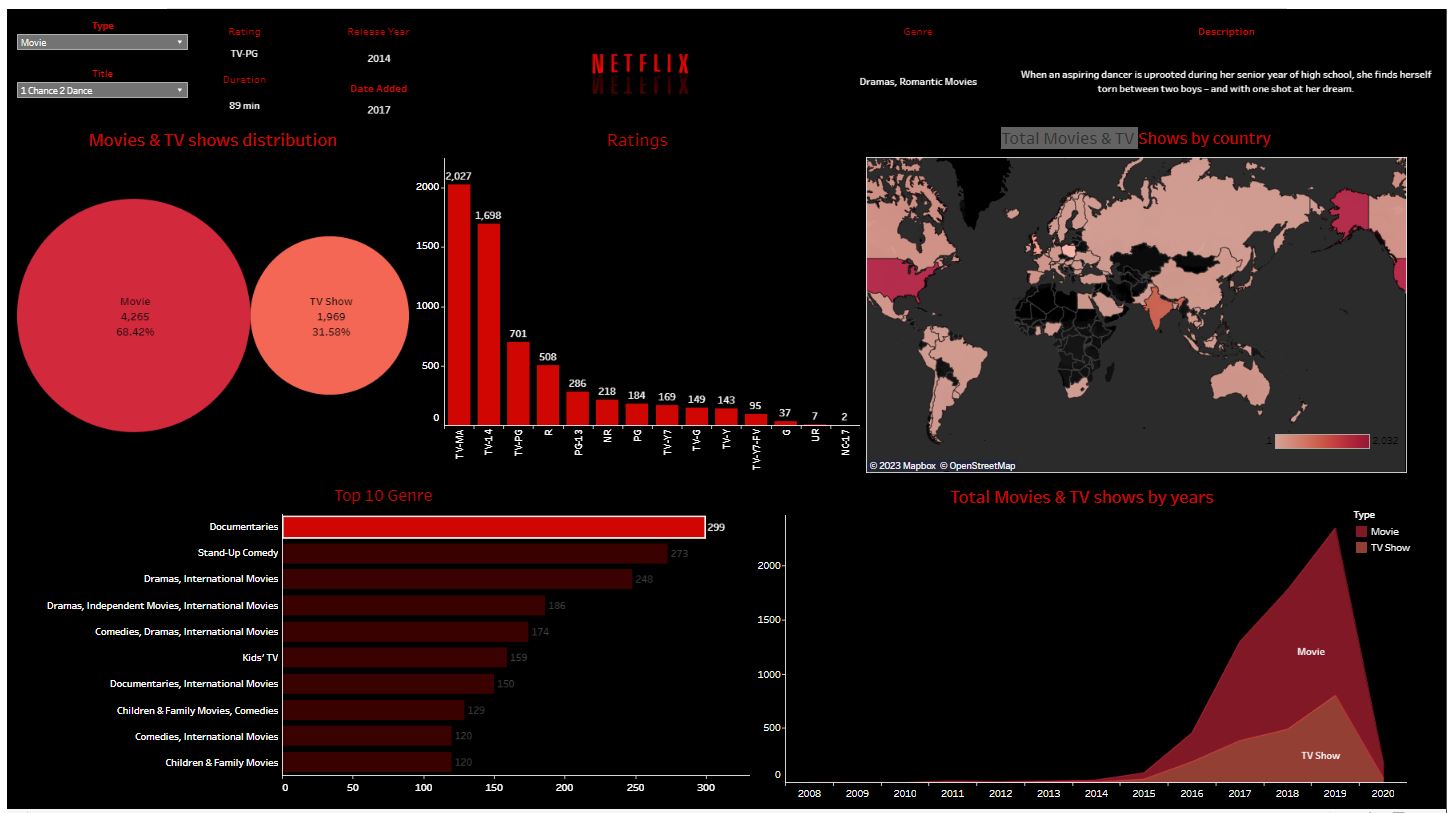 Type
Movie
Title
1 Chance 2 Dance
Rating
TV-PG
Duration
89 min
Release Year
2014
Date Added
2017
NETFLIX
Genre
Dramas, Romantic Movies
Description
When an aspiring dancer is uprooted during her senior year of high school, she finds herself
torn between two boys – and with one shot at her dream.
Movies & TV shows distribution
Movie
4,265
68.42%
TV Show
1,969
31.58%
Ratings
2000
1500
1000
500
0
2,027
1,698
701
508
286
218
184
169
149
143
95
37
7
2
TV-MA
TV-14
TV-PG
R
PG-13
NR
PG
TV-Y7
TV-G
TV-Y
TV-Y7-FV
G
UR
NC-17
Total Movies & TV Shows by country
1
2,032
© 2023 Mapbox © OpenStreetMap
Top 10 Genre
Documentaries 299
Stand-Up Comedy 273
Dramas, International Movies 248
Dramas, Independent Movies, International Movies 186
Comedies, Dramas, International Movies 174
Kids' TV 159
Documentaries, International Movies 150
Children & Family Movies, Comedies 129
Comedies, International Movies 120
Children & Family Movies 120
0 50 100 150 200 250 300
Total Movies & TV shows by years
Type
Movie
TV Show
2000
1500
1000
500
0
Movie
TV Show
2008 2009 2010 2011 2012 2013 2014 2015 2016 2017 2018 2019 2020